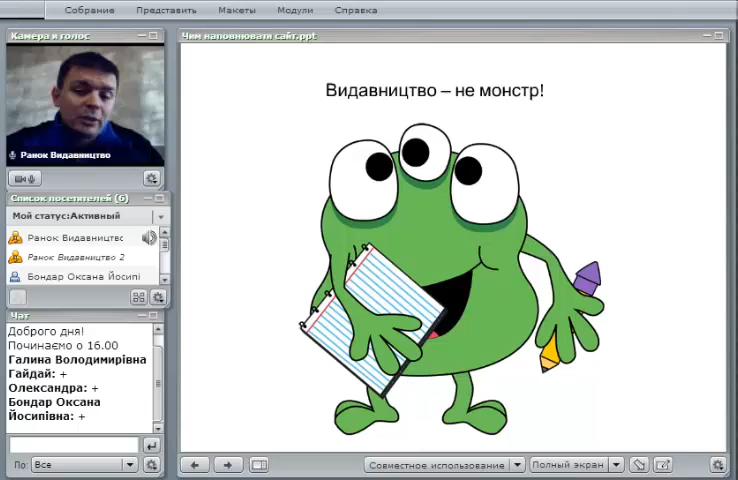 Собрание Представить Макеты Модули Справка
Камера и голос
Ранок Видавництво
Список посетителей (6)
Мой статус:Активный
Ранок Видавництвс
Ранок Видавництво 2
Бондар Оксана Йосипі
Чат
Доброго дня!
Починаємо о 16.00
Галина Володимирівна
Гайдай: +
Олександра: +
Бондар Оксана
Йосипівна: +
По: Все
Чим наповнювати сайт.ppt
Видавництво – не монстр!
Совместное использование Полный экран